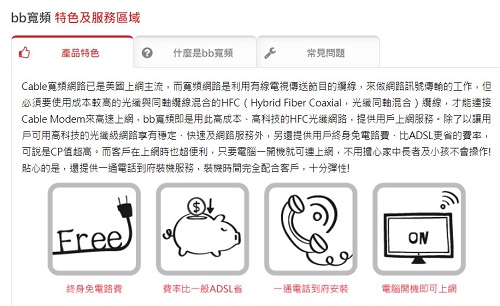 bb寬頻 特色及服務區域
產品特色
什麼是bb寬頻
常見問題
Cable寬頻網路已是美國上網主流，而寬頻網路是利用有線電視傳送節目的纜線，來做網路訊號傳輸的工作，但
必須要使用成本較高的光纖與同軸纜線混合的HFC（Hybrid Fiber Coaxial，光纖同軸混合）纜線，才能連接
Cable Modem來高速上網，bb寬頻即是用此高成本、高科技的HFC光纖網路，提供用戶上網服務。除了以讓用
戶可用高科技的光纖級網路享有穩定、快速及網路服務外，另還提供用戶終身免電路費、比ADSL更省的費率，
可說是CP值超高。而客戶在上網時也超便利，只要電腦一開機就可連上網，不用擔心家中長者及小孩不會操作!
貼心的是，還提供一通電話到府裝機服務，裝機時間完全配合客戶，十分彈性!
Free
$
ON
終身免電路費
費率比一般ADSL省
一通電話到府安裝
電腦開機即可上網